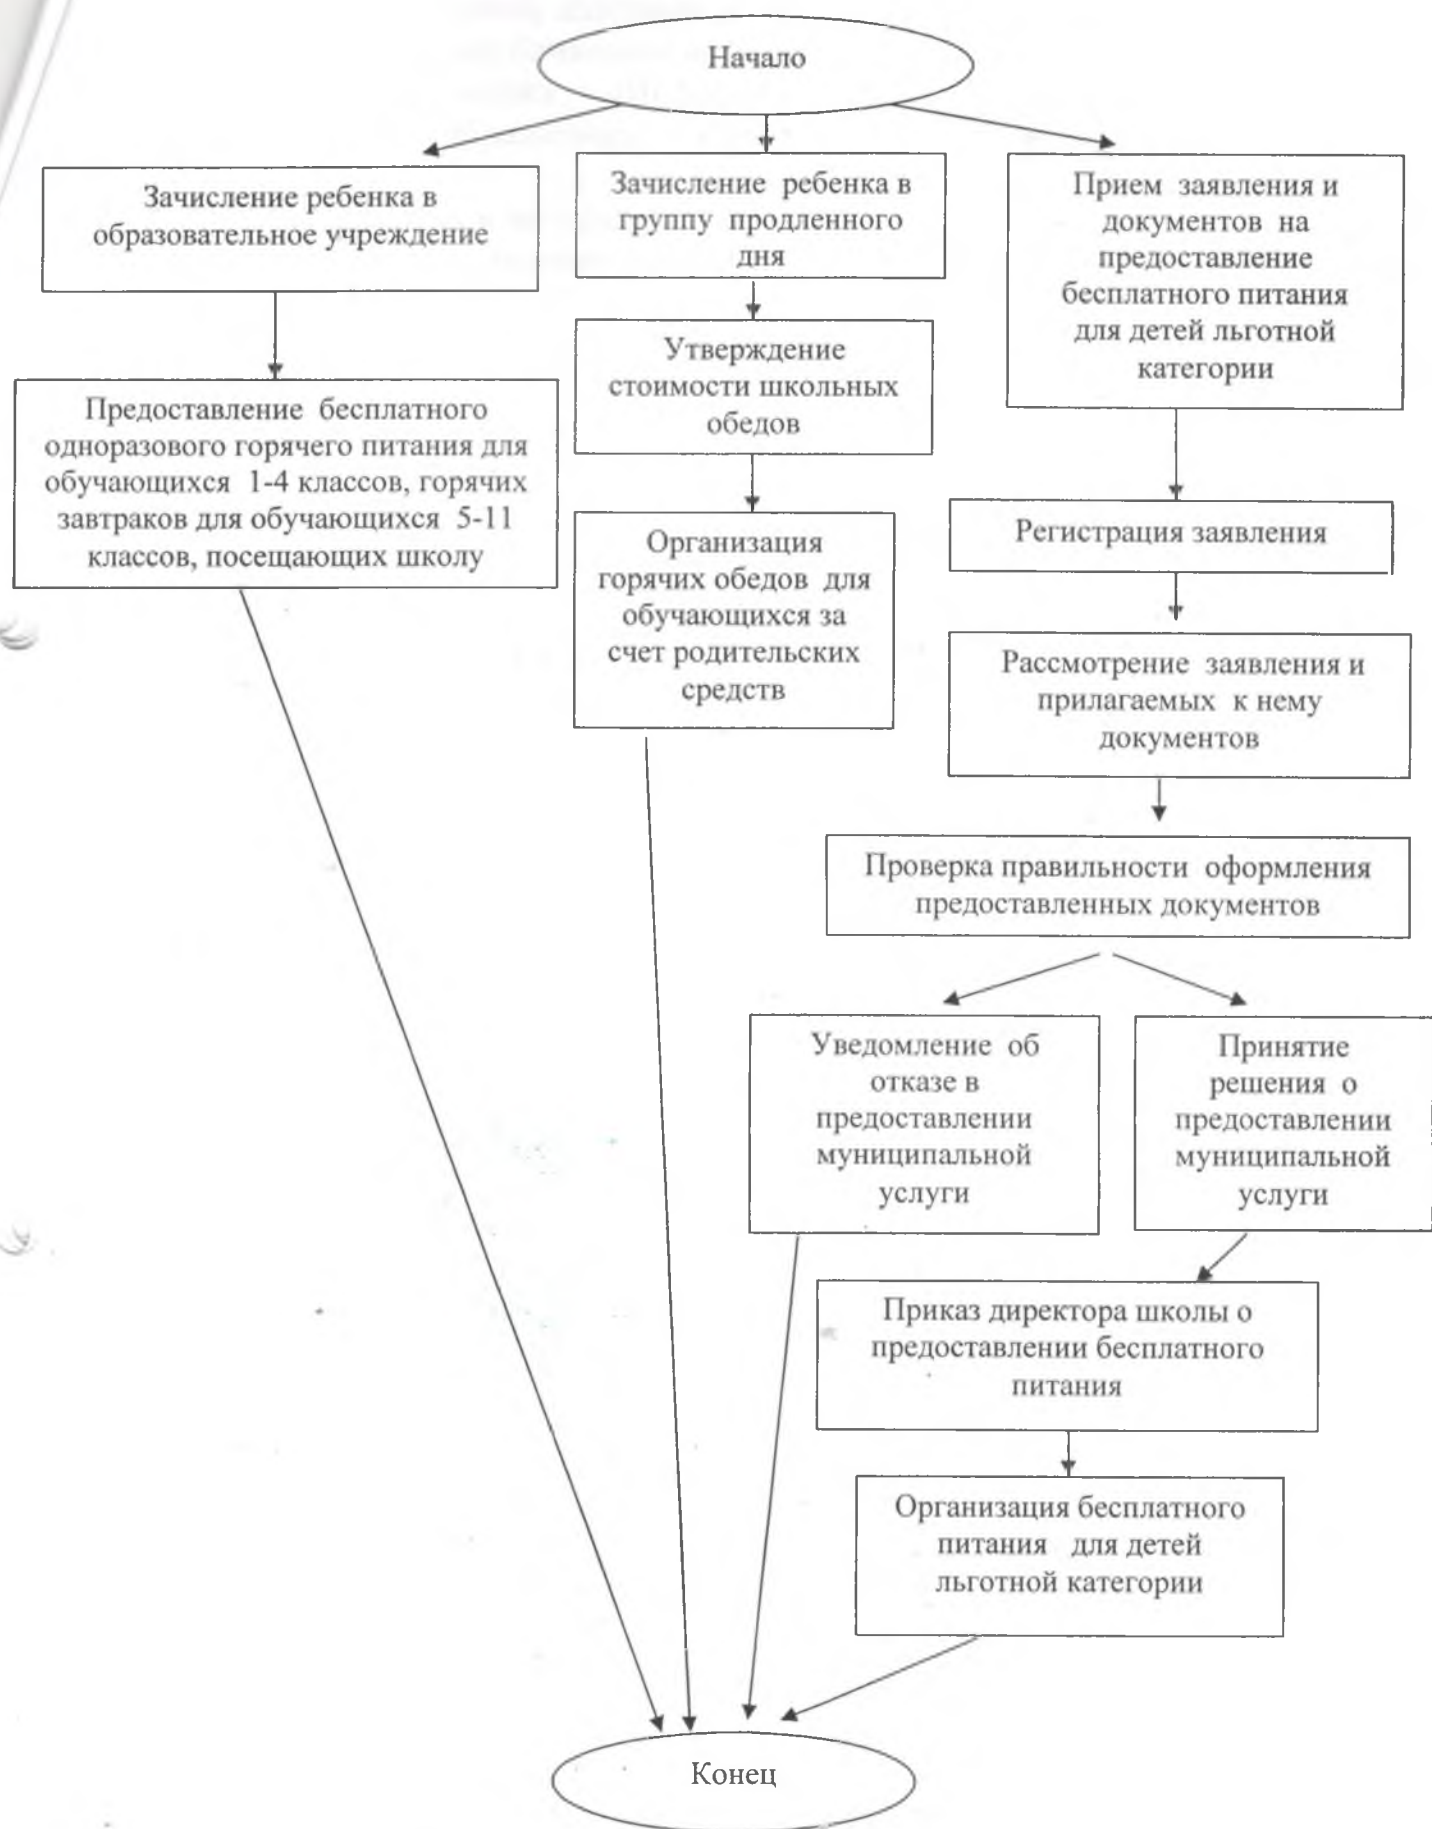 Начало
Зачисление ребенка в
образовательное учреждение
Предоставление бесплатного
одноразового горячего питания для
обучающихся 1-4 классов, горячих
завтраков для обучающихся 5-11
классов, посещающих школу
Зачисление ребенка в
группу продленного
дня
Утверждение
стоимости школьных
обедов
Организация
горячих обедов для
обучающихся за
счет родительских
средств
Прием заявления и
документов на
предоставление
бесплатного питания
для детей льготной
категории
Регистрация заявления
Рассмотрение заявления и
прилагаемых к нему
документов
Проверка правильности оформления
предоставленных документов
Уведомление об
отказе в
предоставлении
муниципальной
услуги
Принятие
решения о
предоставлении
муниципальной
услуги
Приказ директора школы о
предоставлении бесплатного
питания
Организация бесплатного
питания для детей
льготной категории
Конец